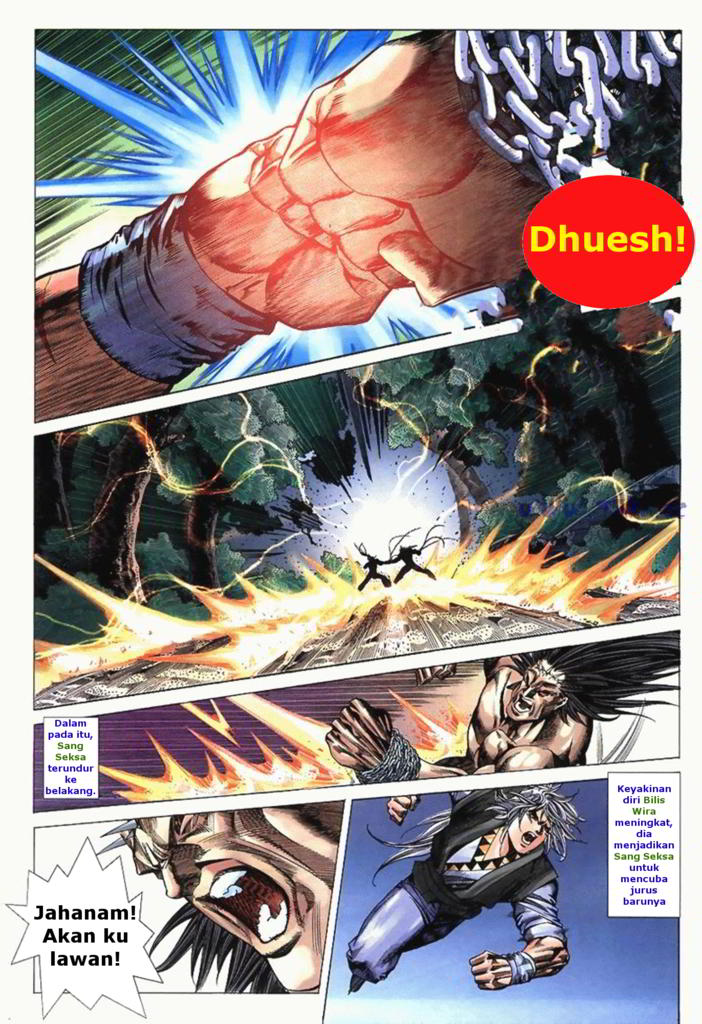 Dhuesh!
Dalam
pada itu,
Sang
Seksa
terundur
ke
belakang.
Keyakinan
diri Bilis
Wira
meningkat,
dia
menjadikan
Sang Seksa
untuk
mencuba
jurus
barunya
Jahanam!
Akan ku
lawan!